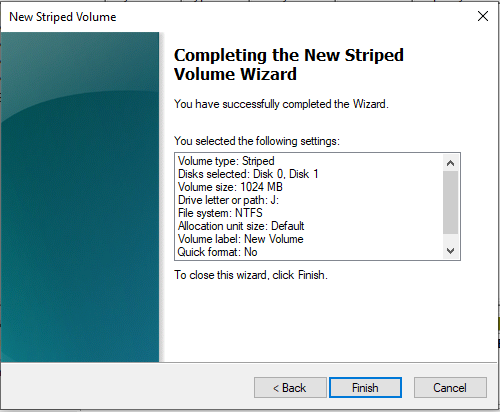 New Striped Volume
Completing the New Striped
Volume Wizard
You have successfully completed the Wizard.
You selected the following settings:
Volume type: Striped
Disks selected: Disk 0, Disk 1
Volume size: 1024 MB
Drive letter or path: J:
File system: NTFS
Allocation unit size: Default
Volume label: New Volume
Quick format: No
To close this wizard, click Finish.
< Back
Finish
Cancel